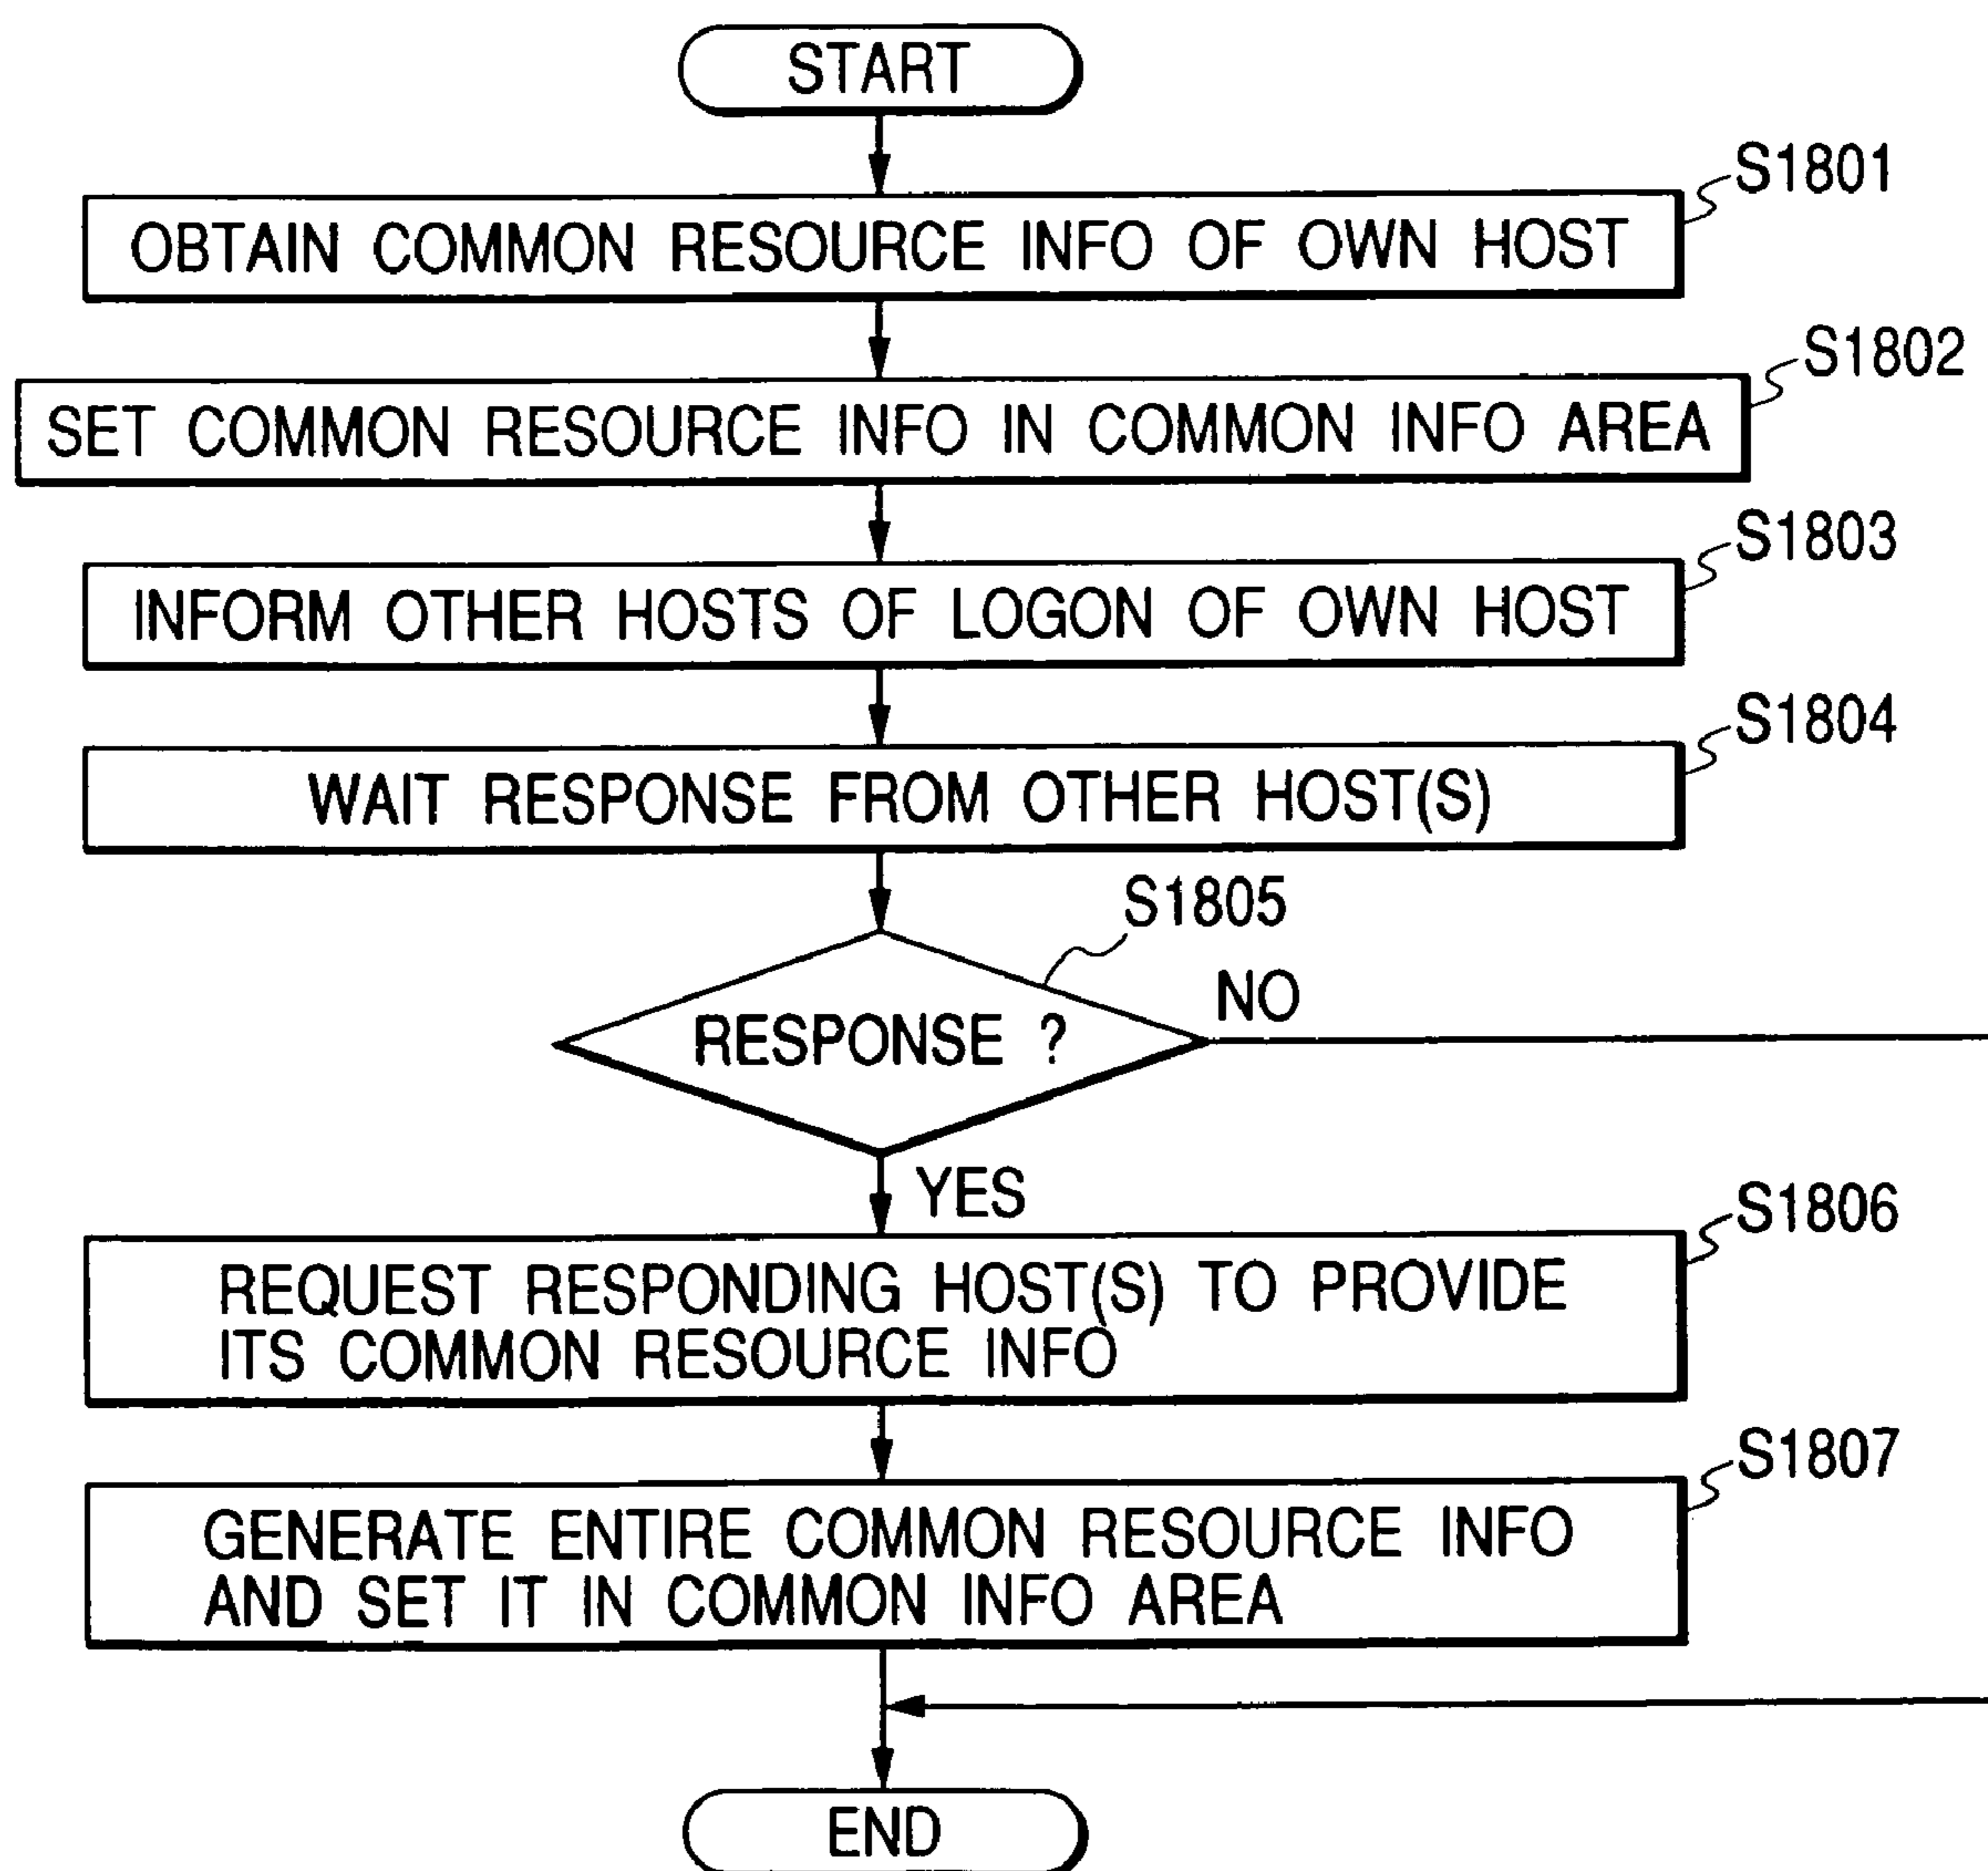 START
S1801
OBTAIN COMMON RESOURCE INFO OF OWN HOST
S1802
SET COMMON RESOURCE INFO IN COMMON INFO AREA
S1803
INFORM OTHER HOSTS OF LOGON OF OWN HOST
S1804
WAIT RESPONSE FROM OTHER HOST(S)
S1805
NO
RESPONSE ?
YES
S1806
REQUEST RESPONDING HOST(S) TO PROVIDE
ITS COMMON RESOURCE INFO
S1807
GENERATE ENTIRE COMMON RESOURCE INFO
AND SET IT IN COMMON INFO AREA
END